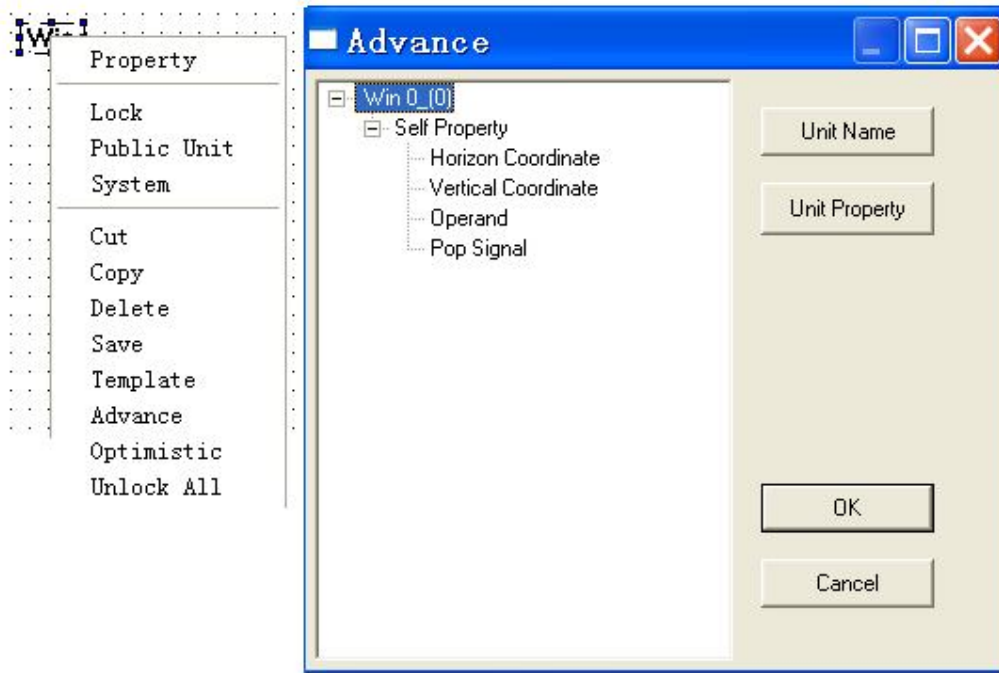 Win
Property
Lock
Public Unit
System
Cut
Copy
Delete
Save
Template
Advance
Optimistic
Unlock All
Advance
Win 0_(0)
Self Property
Horizon Coordinate
Vertical Coordinate
Operand
Pop Signal
Unit Name
Unit Property
OK
Cancel